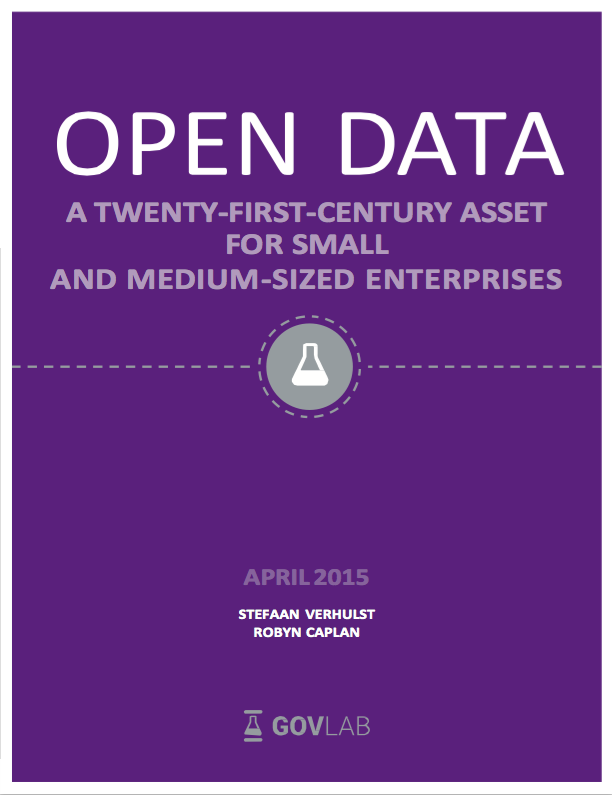 OPEN DATA
A TWENTY-FIRST-CENTURY ASSET
FOR SMALL
AND MEDIUM-SIZED ENTERPRISES
APRIL 2015
STEFAAN VERHULST
ROBYN CAPLAN
GOVLAB